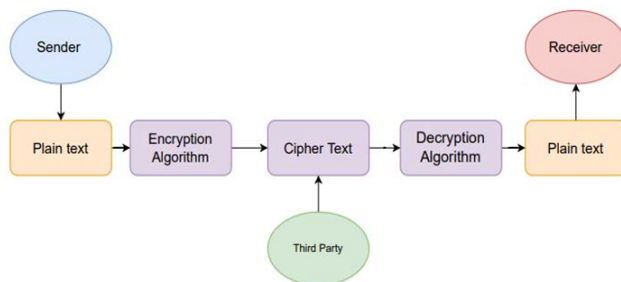 Sender
Receiver
Plain text
Encryption
Algorithm
Cipher Text
Decryption
Algorithm
Plain text
Third Party